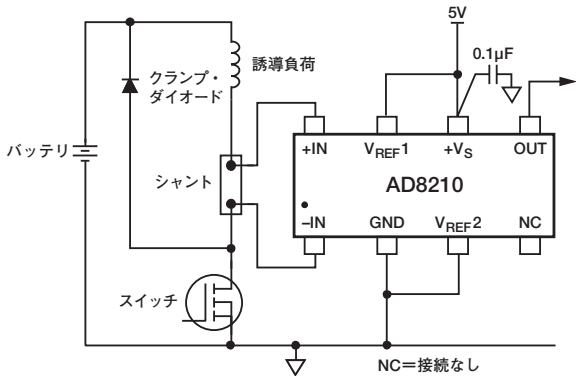 5V
0.1µF
誘導負荷
クランプ・
ダイオード
バッテリ
シャント
スイッチ
+IN
VREF1
+VS
OUT
AD8210
–IN
GND
VREF2
NC
NC＝接続なし